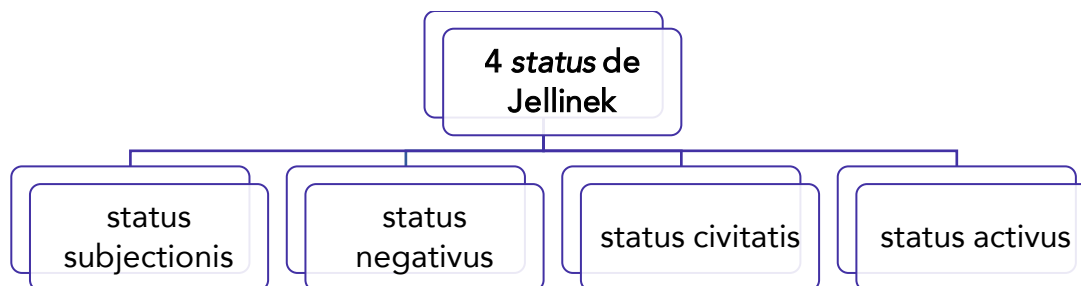 4 status de
Jellinek
status
subjectionis
status
negativus
status civitatis
status activus